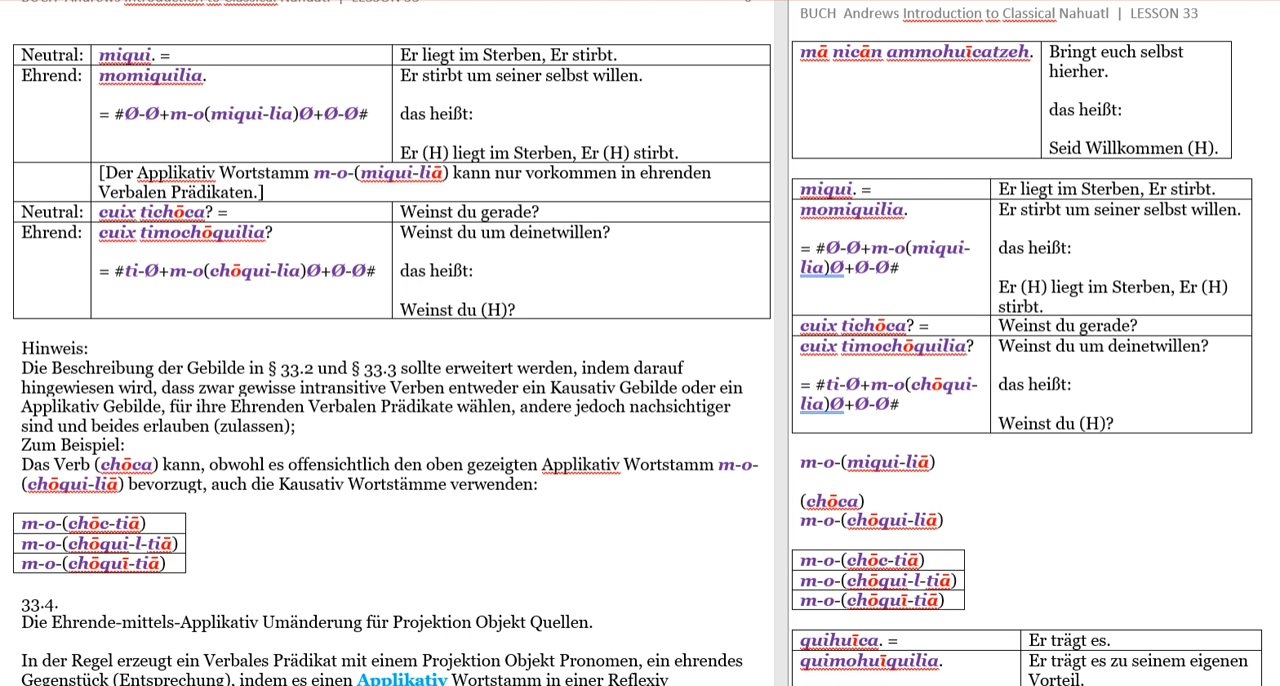 BUCH Andrews Introduction to Classical Nahuatl | LESSON 33
Neutral: miqui. = Er liegt im Sterben, Er stirbt.
Ehrend: momiquilia. Er stirbt um seiner selbst willen.
= #Ø-Ø+m-o(miqui-lia)Ø+Ø-Ø# das heißt:
Er (H) liegt im Sterben, Er (H) stirbt.
[Der Applikativ Wortstamm m-o-(miqui-liā) kann nur vorkommen in ehrenden
Verbalen Prädikaten.]
Neutral: cuix tichōca? = Weinst du gerade?
Ehrend: cuix timochōquilia? Weinst du um deinetwillen?
= #ti-Ø+m-o(chōqui-lia)Ø+Ø-Ø# das heißt:
Weinst du (H)?
Hinweis:
Die Beschreibung der Gebilde in § 33.2 und § 33.3 sollte erweitert werden, indem darauf
hingewiesen wird, dass zwar gewisse intransitive Verben entweder ein Kausativ Gebilde oder ein
Applikativ Gebilde, für ihre Ehrenden Verbalen Prädikate wählen, andere jedoch nachsichtiger
sind und beides erlauben (zulassen);
Zum Beispiel:
Das Verb (chōca) kann, obwohl es offensichtlich den oben gezeigten Applikativ Wortstamm m-o-
(chōqui-liā) bevorzugt, auch die Kausativ Wortstämme verwenden:
m-o-(chōc-tiā)
m-o-(chōqui-l-tiā)
m-o-(chōquī-tiā)
33.4.
Die Ehrende-mittels-Applikativ Umänderung für Projektion Objekt Quellen.
In der Regel erzeugt ein Verbales Prädikat mit einem Projektion Objekt Pronomen, ein ehrendes
Gegenstück (Entsprechung), indem es einen Applikativ Wortstamm in einer Reflexiv
BUCH Andrews Introduction to Classical Nahuatl | LESSON 33
mā nicān ammohuīcatzeh. Bringt euch selbst
hierher.
das heißt:
Seid Willkommen (H).
miqui. = Er liegt im Sterben, Er stirbt.
momiquilia. Er stirbt um seiner selbst willen.
= #Ø-Ø+m-o(miqui- das heißt:
lia)Ø+Ø-Ø#
Er (H) liegt im Sterben, Er (H)
stirbt.
cuix tichōca? = Weinst du gerade?
cuix timochōquilia? Weinst du um deinetwillen?
= #ti-Ø+m-o(chōqui- das heißt:
lia)Ø+Ø-Ø#
Weinst du (H)?
m-o-(miqui-liā)
(chōca)
m-o-(chōqui-liā)
m-o-(chōc-tiā)
m-o-(chōqui-l-tiā)
m-o-(chōquī-tiā)
quihuīca. = Er trägt es.
quimohuīquilia. Er trägt es zu seinem eigenen
Vorteil.